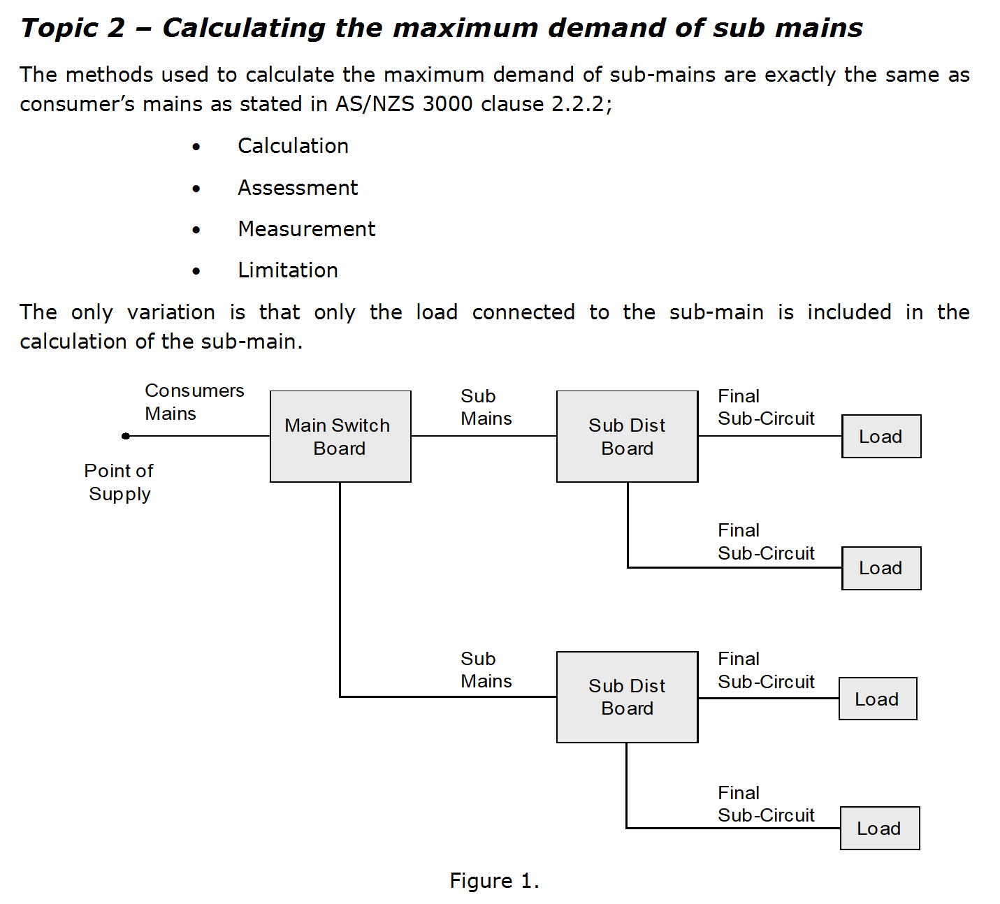 Topic 2 – Calculating the maximum demand of sub mains
The methods used to calculate the maximum demand of sub-mains are exactly the same as
consumer’s mains as stated in AS/NZS 3000 clause 2.2.2;
• Calculation
• Assessment
• Measurement
• Limitation
The only variation is that only the load connected to the sub-main is included in the
calculation of the sub-main.
Consumers
Mains
Point of
Supply
Main Switch
Board
Sub
Mains
Sub Dist
Board
Final
Sub-Circuit
Load
Final
Sub-Circuit
Load
Sub
Mains
Sub Dist
Board
Final
Sub-Circuit
Load
Final
Sub-Circuit
Load
Figure 1.